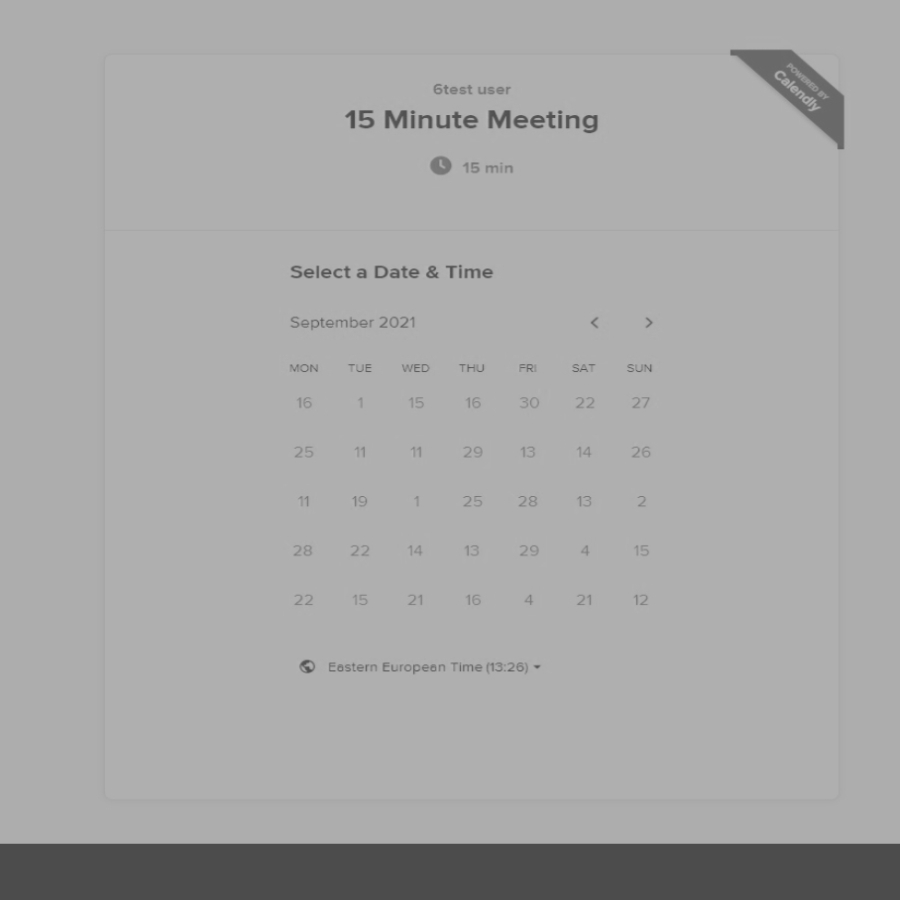 POWERED BY
Calendly
6test user
15 Minute Meeting
15 min
Select a Date & Time
September 2021
MON TUE WED THU FRI SAT SUN
16 1 15 16 30 22 27
25 11 11 29 13 14 26
11 19 1 25 28 13 2
28 22 14 13 29 4 15
22 15 21 16 4 21 12
Eastern European Time (13:26)